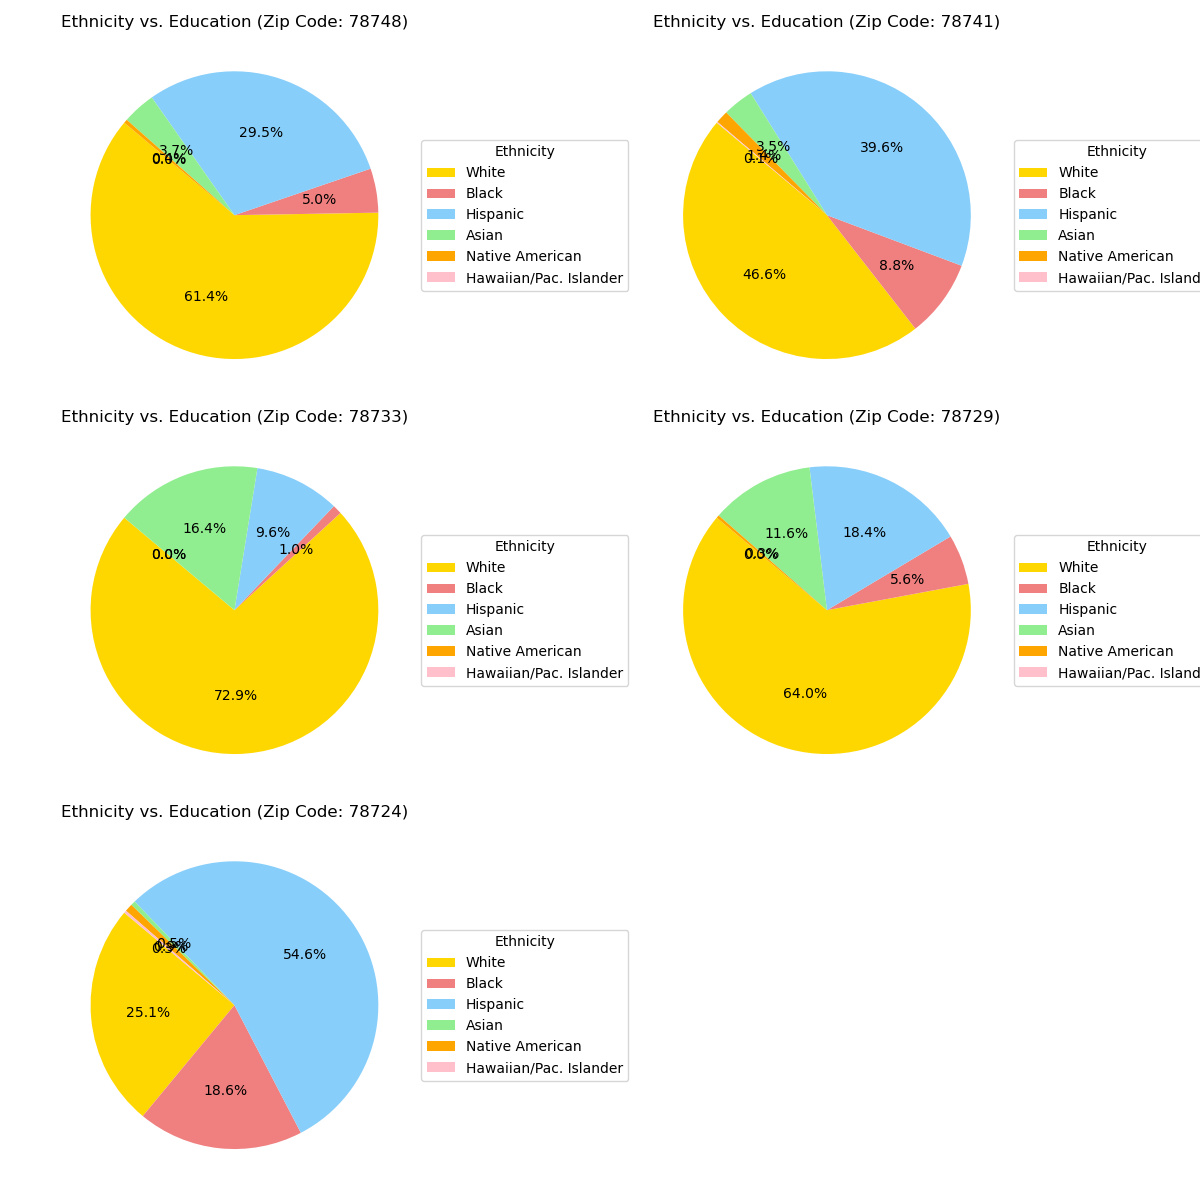 Ethnicity vs. Education (Zip Code: 78748)
29.5%
3.7%
5.0%
61.4%
Ethnicity
White
Black
Hispanic
Asian
Native American
Hawaiian/Pac. Islander
Ethnicity vs. Education (Zip Code: 78741)
39.6%
3.5%
1.4%
0.1%
8.8%
46.6%
Ethnicity
White
Black
Hispanic
Asian
Native American
Hawaiian/Pac. Island
Ethnicity vs. Education (Zip Code: 78733)
16.4%
9.6%
1.0%
0.0%
72.9%
Ethnicity
White
Black
Hispanic
Asian
Native American
Hawaiian/Pac. Islander
Ethnicity vs. Education (Zip Code: 78729)
11.6%
18.4%
5.6%
64.0%
Ethnicity
White
Black
Hispanic
Asian
Native American
Hawaiian/Pac. Island
Ethnicity vs. Education (Zip Code: 78724)
0.5%
54.6%
25.1%
18.6%
Ethnicity
White
Black
Hispanic
Asian
Native American
Hawaiian/Pac. Islander